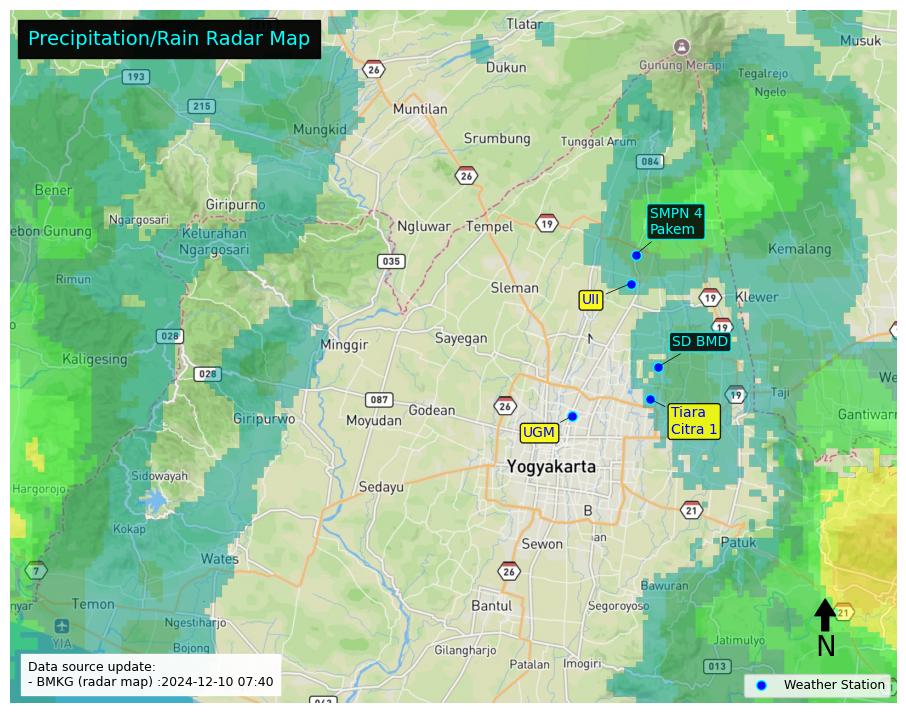 Precipitation/Rain Radar Map
Tlatar
Musuk
26
Gunung Merapi
Dukun
193
Tegalrejo
Ngelo
215
Muntilan
Mungkid
Srumbung
Tunggal Arum
084
26
Bener
Giripurno
SMPN 4
Pakem
Ngargosari
Ngluwar
Tempel
19
ebon Gunung
Kelurahan
Ngargosari
Kemalang
035
Rimun
Sleman
UII
19
Klewer
19
028
Minggir
Sayegan
N
SD BMD
Kaligesing
028
087
26
19
Taji
We
Giripurwo
Godean
Moyudan
Tiara
Citra 1
Gantiwarn
UGM
Yogyakarta
Sidowayah
Sedayu
Hargorojo
B
21
Kokap
an
Sewon
Patuk
Wates
7
26
Bawuran
nyar
Temon
Bantul
Segoroyoso
21
Ngestiharjo
YIA
Bojong
Gilangharjo
Jatimulyo
N
Patalan
Imogiri
013
Data source update:
- BMKG (radar map) :2024-12-10 07:40
Weather Station